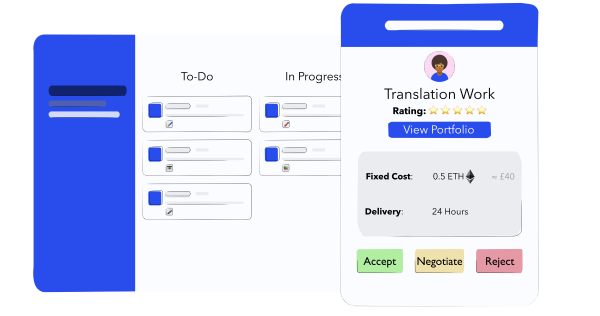 To-Do
In Progress
Translation Work
Rating:
View Portfolio
Fixed Cost: 0.5 ETH ≈ £40
Delivery: 24 Hours
Accept Negotiate Reject